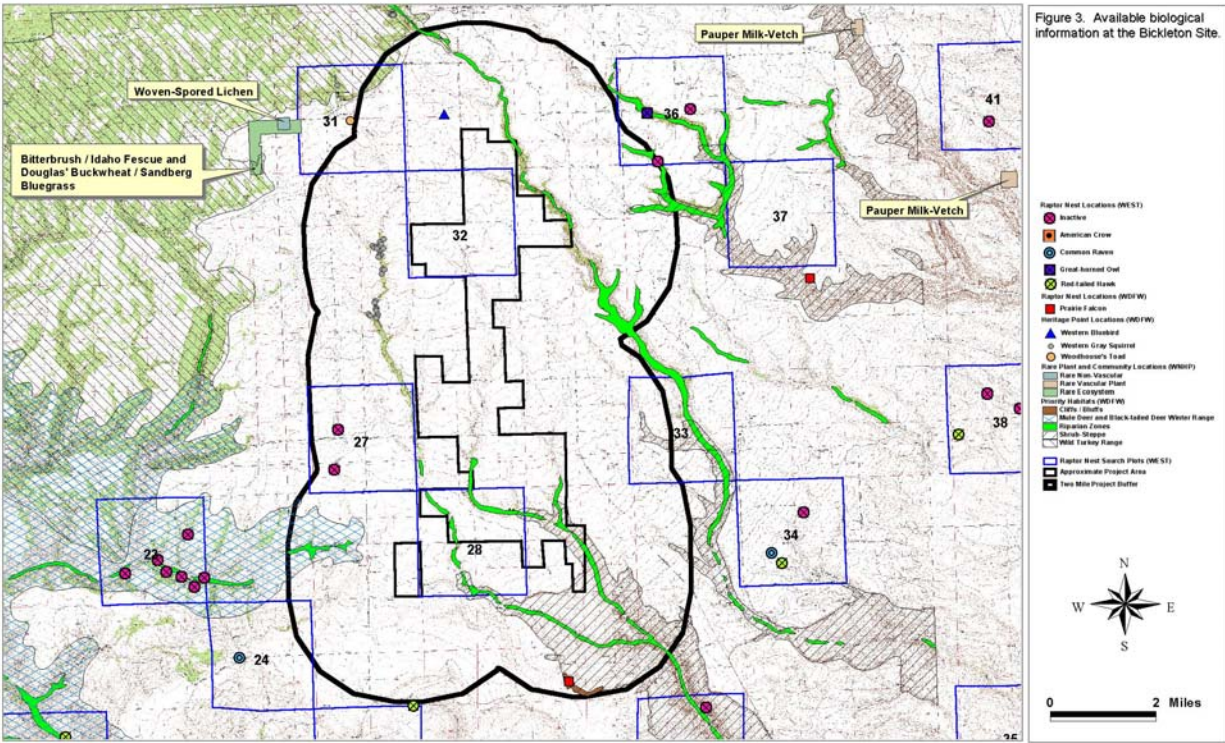 Figure 3. Available biological
information at the Bickleton Site.
Pauper Milk-Vetch
Woven-Spored Lichen
Bitterbrush / Idaho Fescue and
Douglas' Buckwheat / Sandberg
Bluegrass
Pauper Milk-Vetch
31
36
41
32
37
27
33
38
23
28
34
24
35
Raptor Nest Locations (WEST)
Inactive
American Crow
Common Raven
Great-horned Owl
Red-tailed Hawk
Raptor Nest Locations (WDFW)
Prairie Falcon
Heritage Point Locations (WDFW)
Western Bluebird
Western Gray Squirrel
Woodhouse's Toad
Rare Plant and Community Locations (WNHP)
Rare Non-Vascular
Rare Vascular Plant
Rare Ecosystem
Priority Habitats (WDFW)
Cliffs / Bluffs
Mule Deer and Black-tailed Deer Winter Range
Riparian Zones
Shrub-Steppe
Wild Turkey Range
Raptor Nest Search Plots (WEST)
Approximate Project Area
Two Mile Project Buffer
N
W E
S
0 2 Miles